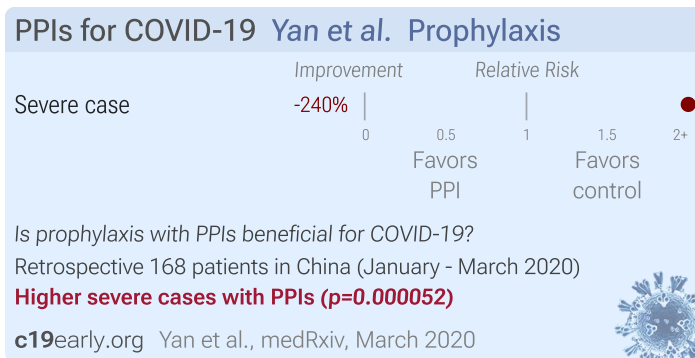 PPIs for COVID-19 Yan et al. Prophylaxis
Improvement Relative Risk
Severe case -240%
0 0.5 1 1.5 2+
Favors Favors
PPI control
Is prophylaxis with PPIs beneficial for COVID-19?
Retrospective 168 patients in China (January - March 2020)
Higher severe cases with PPIs (p=0.000052)
c19early.org Yan et al., medRxiv, March 2020